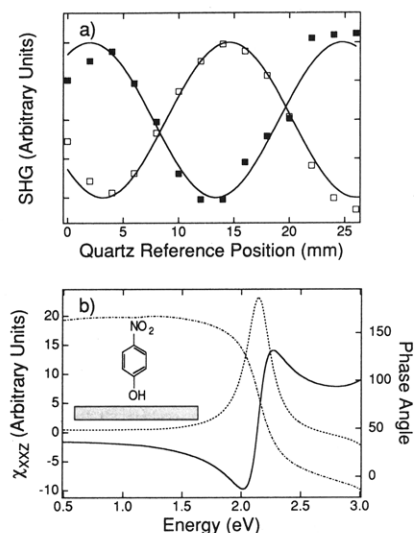 a)
SHG (Arbitrary Units)
0 5 10 15 20 25
Quartz Reference Position (mm)
b)
NO₂
OH
χXXZ (Arbitrary Units)
20
15
10
5
0
-5
-10
150
100
50
0
Phase Angle
0.5 1.0 1.5 2.0 2.5 3.0
Energy (eV)